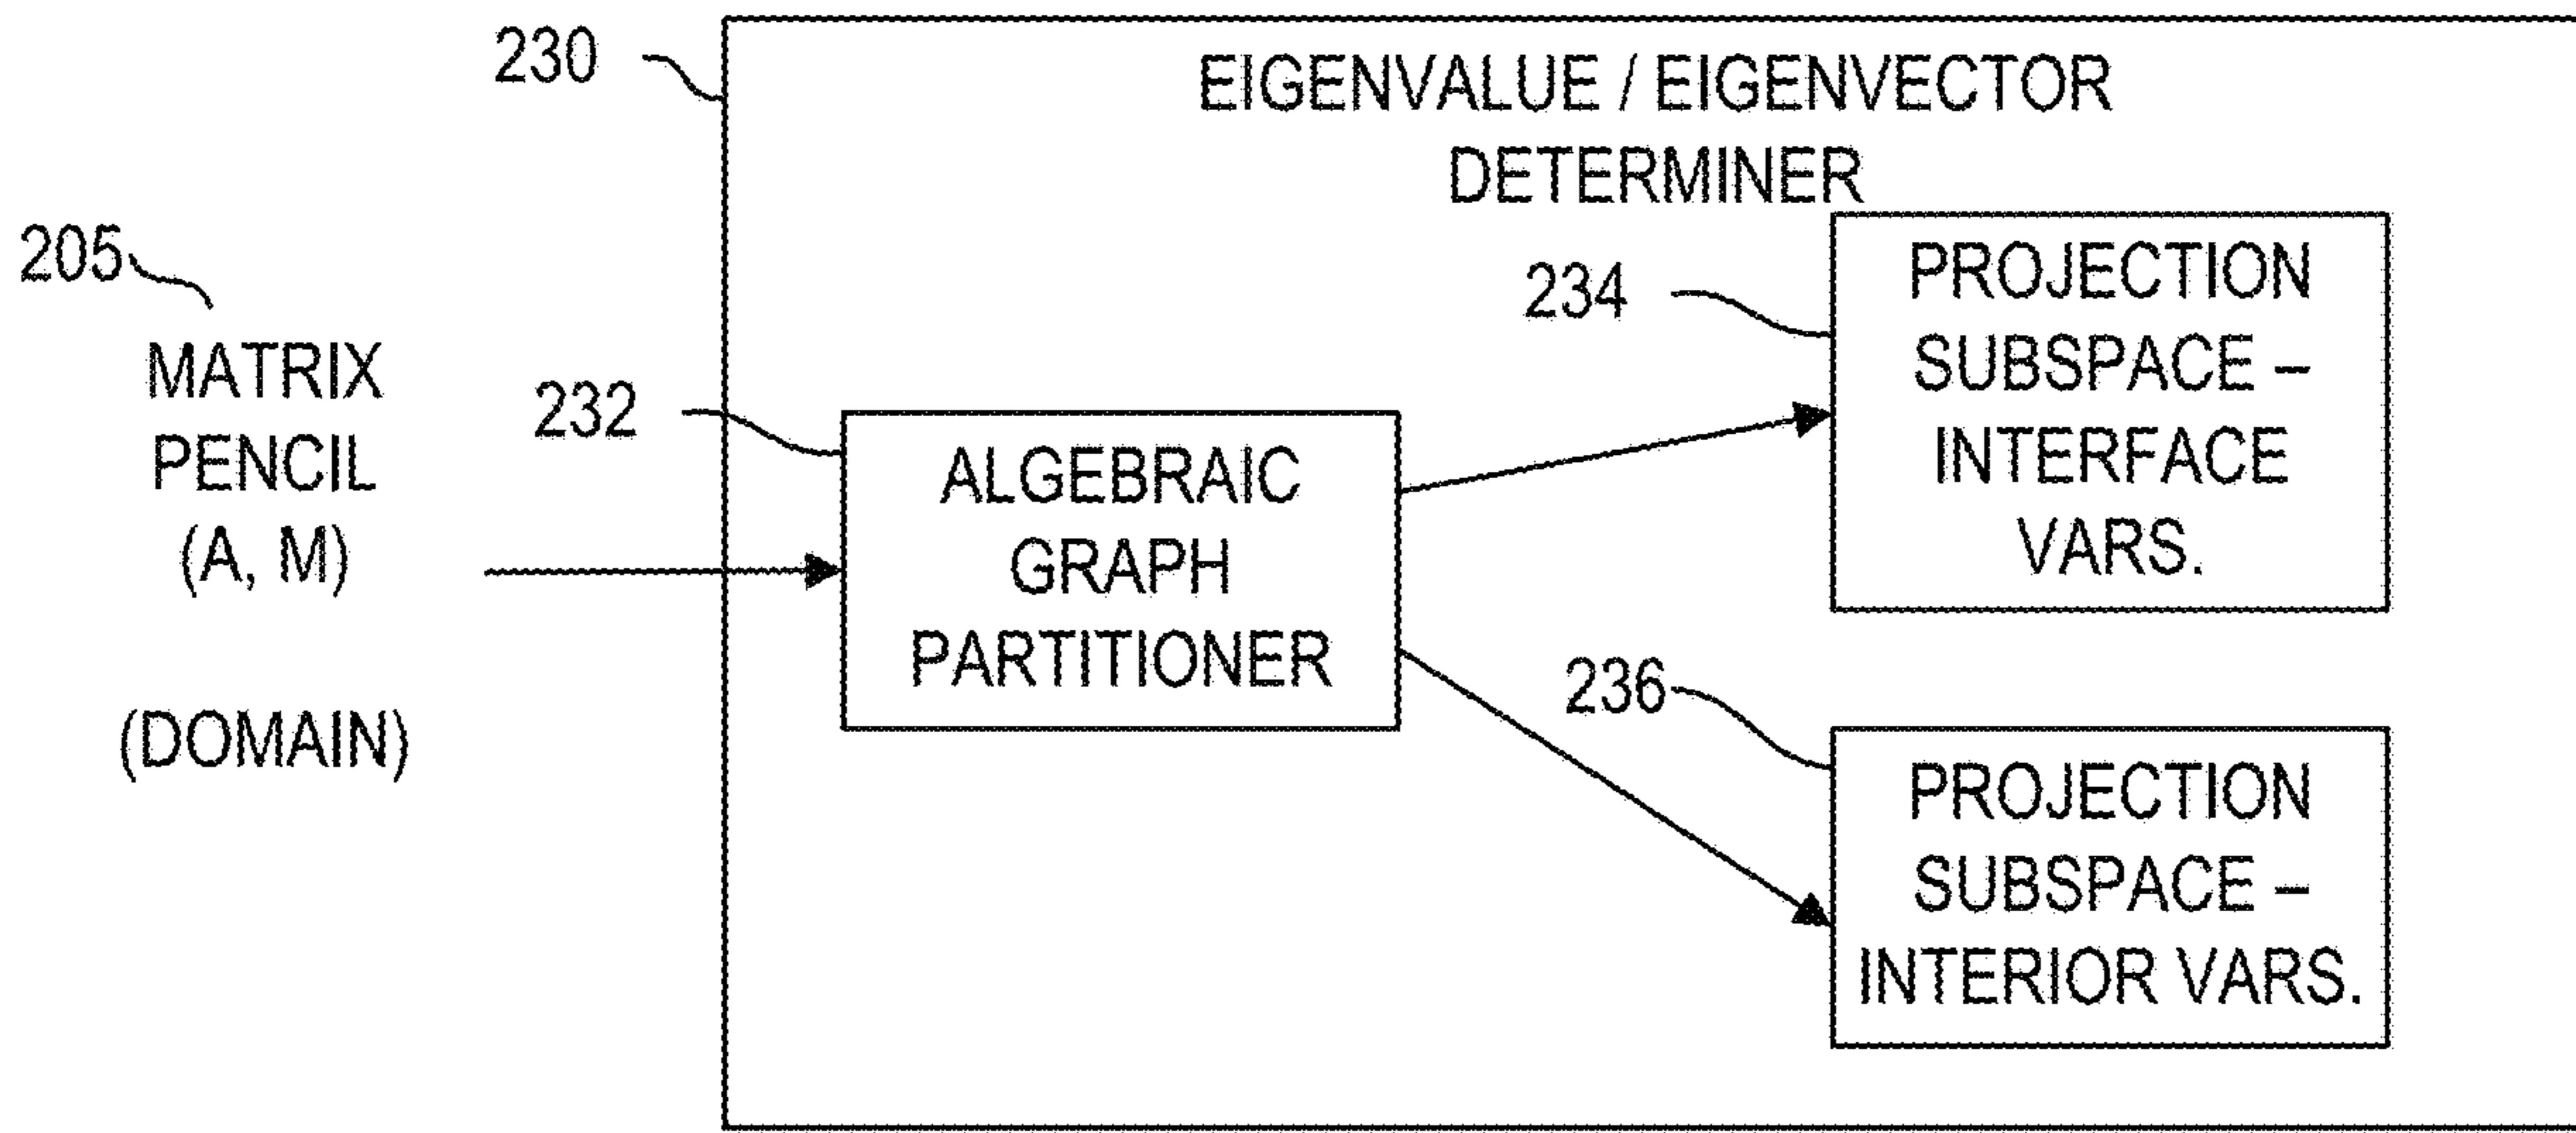 230
EIGENVALUE / EIGENVECTOR
DETERMINER
205
MATRIX
PENCIL
(A, M)
(DOMAIN)
232
ALGEBRAIC
GRAPH
PARTITIONER
234
PROJECTION
SUBSPACE –
INTERFACE
VARS.
236
PROJECTION
SUBSPACE –
INTERIOR VARS.